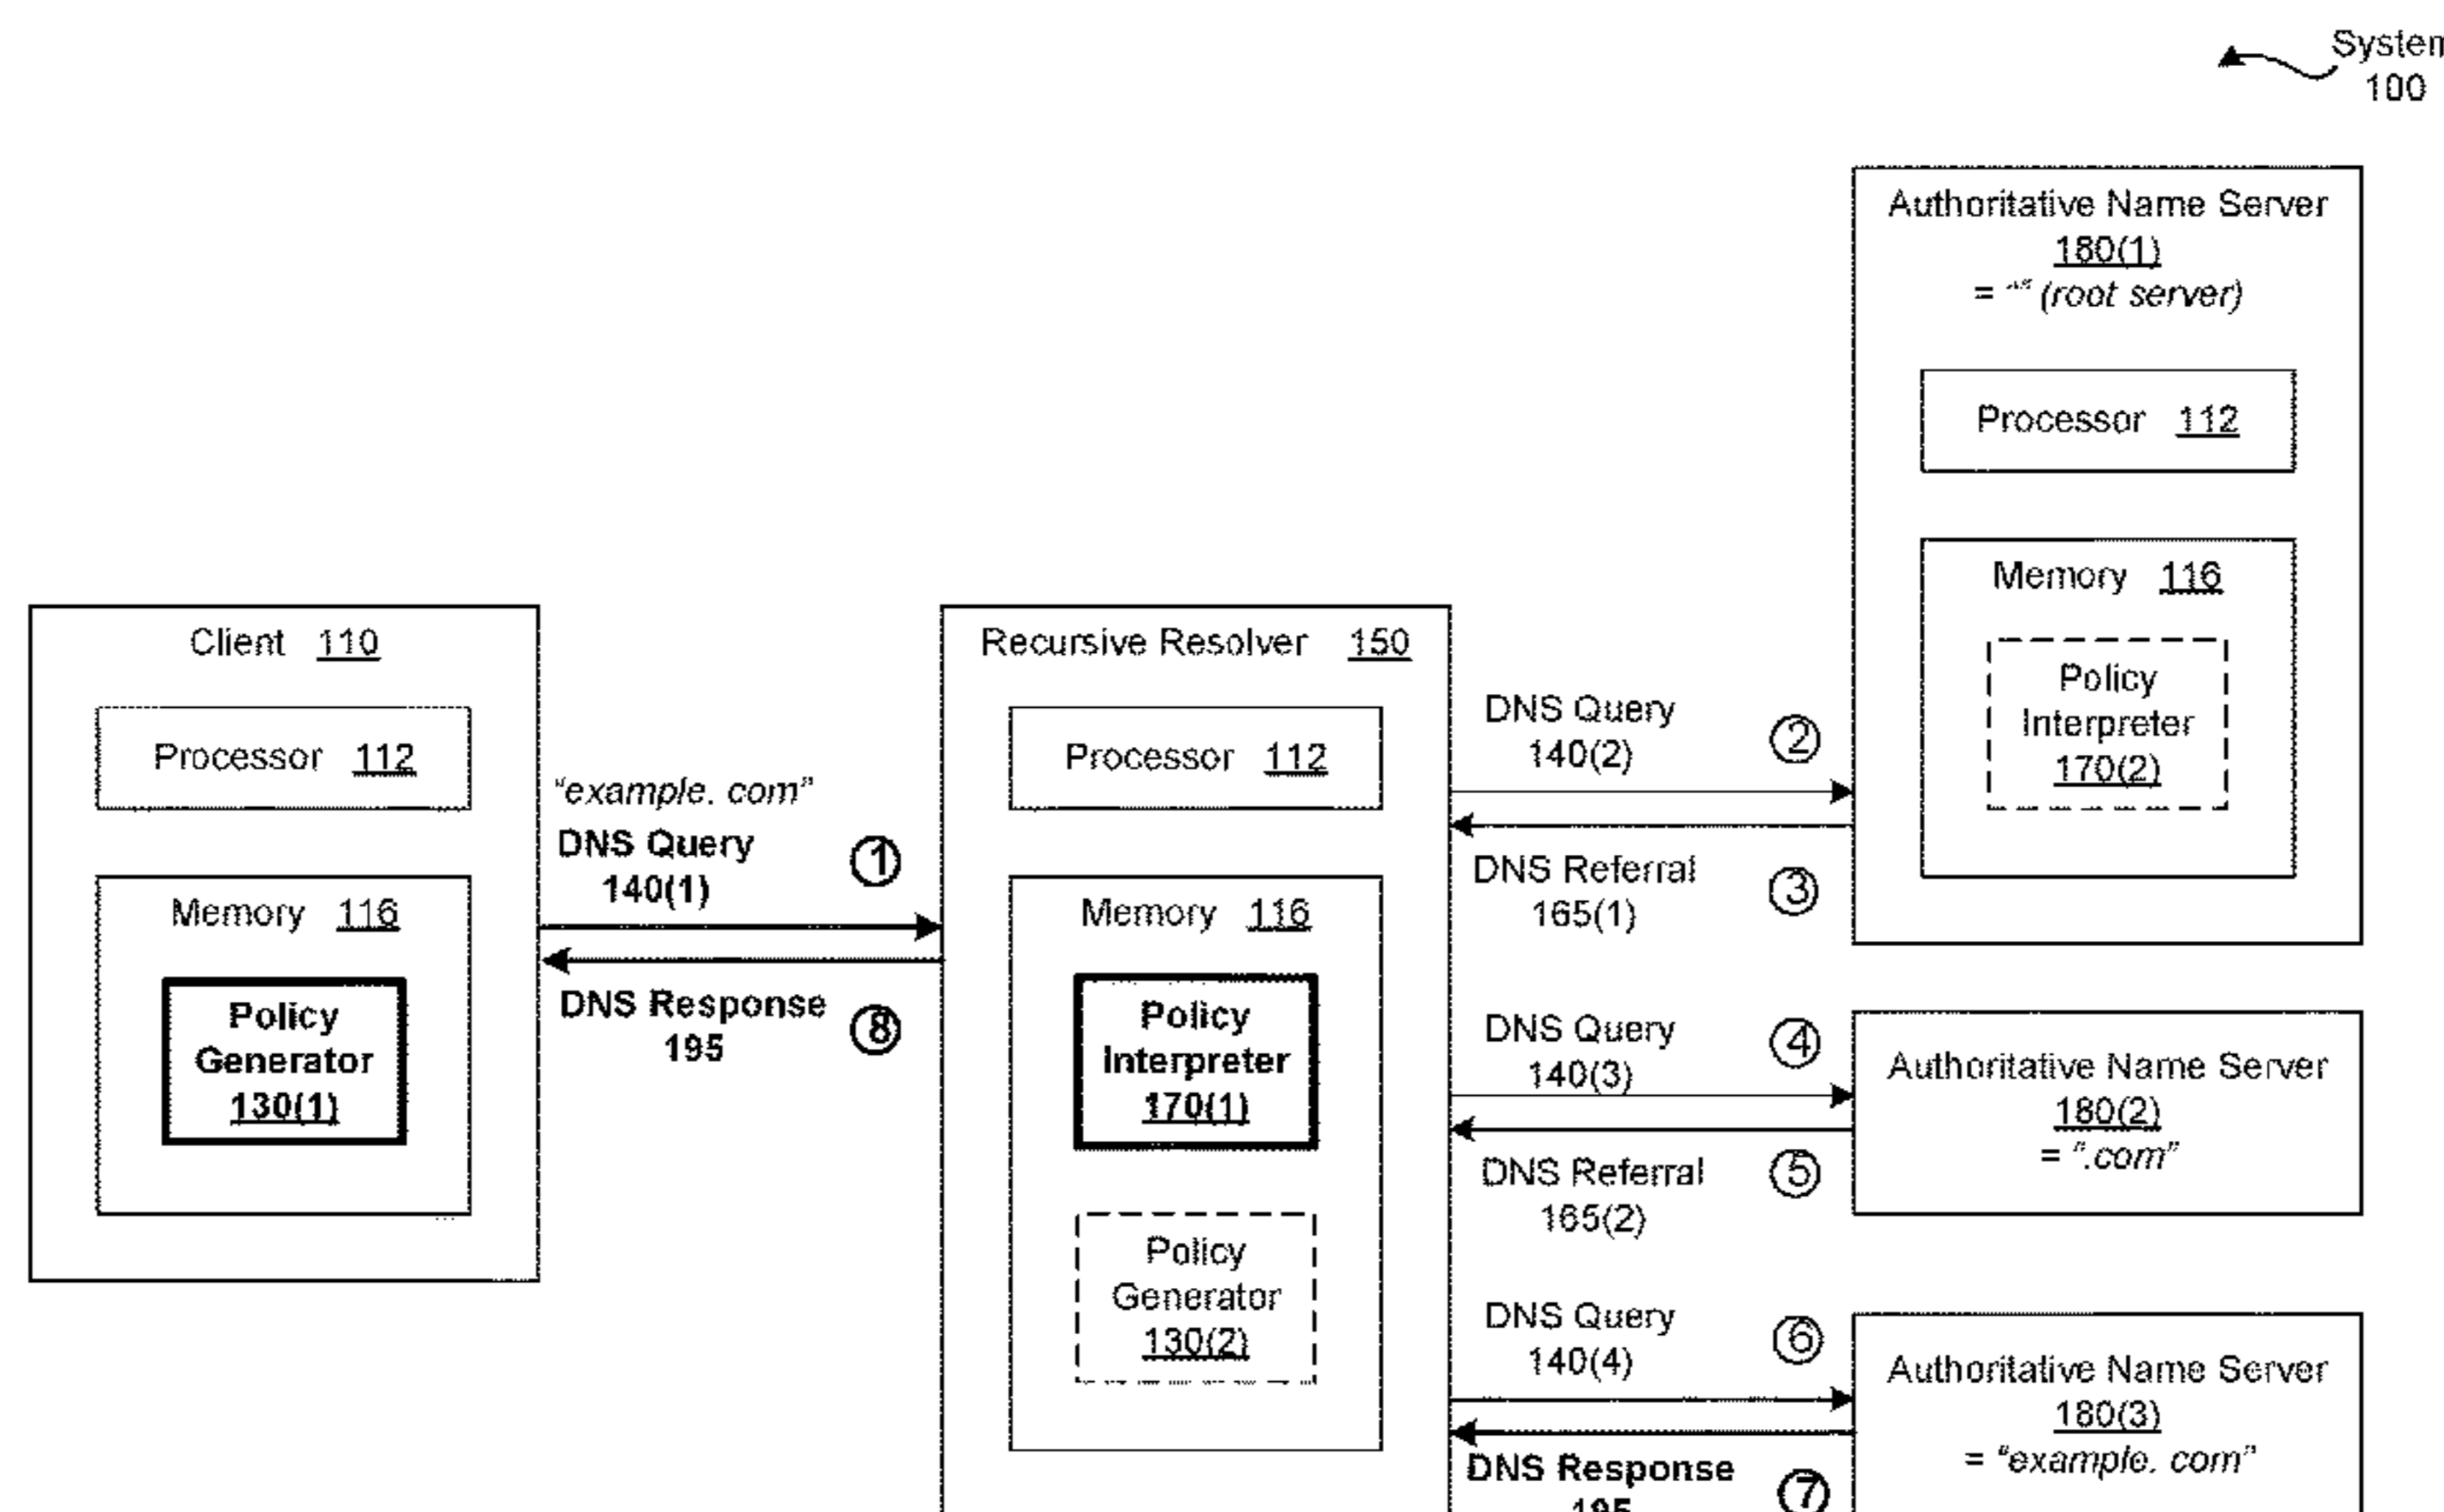 System
100
Authoritative Name Server
180(1)
= “” (root server)
Processor 112
Memory 116
Policy
Interpreter
170(2)
Client 110
Processor 112
Memory 116
Policy
Generator
130(1)
“example. com”
DNS Query
140(1)
1
DNS Response
195
8
Recursive Resolver 150
Processor 112
Memory 116
Policy
Interpreter
170(1)
Policy
Generator
130(2)
DNS Query
140(2)
2
DNS Referral
165(1)
3
DNS Query
140(3)
4
DNS Referral
165(2)
5
DNS Query
140(4)
6
DNS Response
195
7
Authoritative Name Server
180(2)
= “.com”
Authoritative Name Server
180(3)
= “example. com”